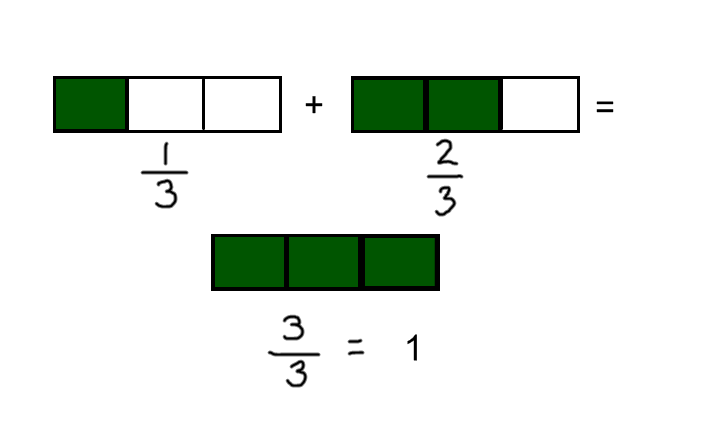 + =
1/3 2/3
3/3 = 1